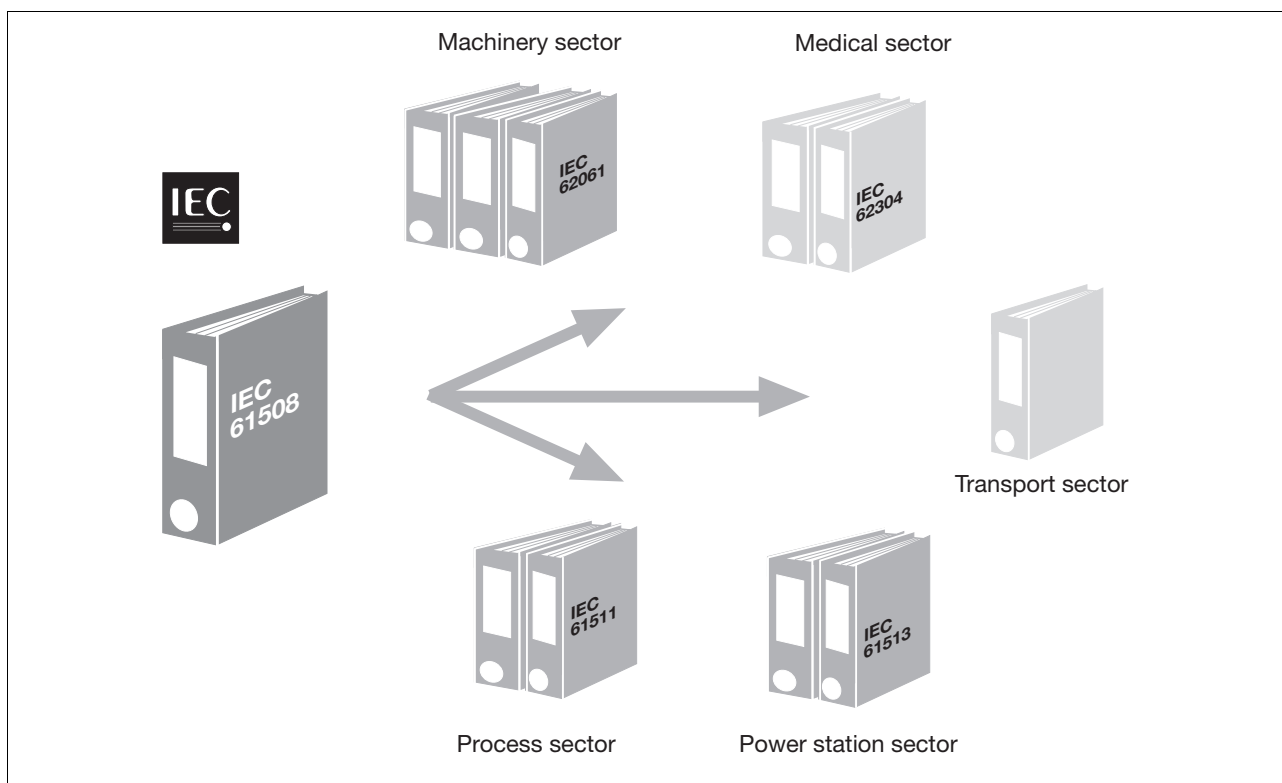 Machinery sector
Medical sector
IEC
62061
IEC
62304
IEC
IEC
61508
Transport sector
IEC
61511
IEC
61513
Process sector
Power station sector